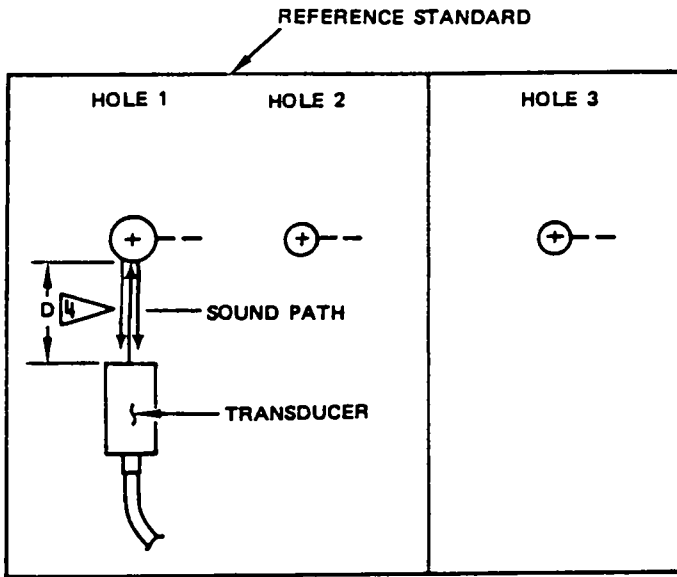 REFERENCE STANDARD
HOLE 1
HOLE 2
HOLE 3
D 4
SOUND PATH
TRANSDUCER